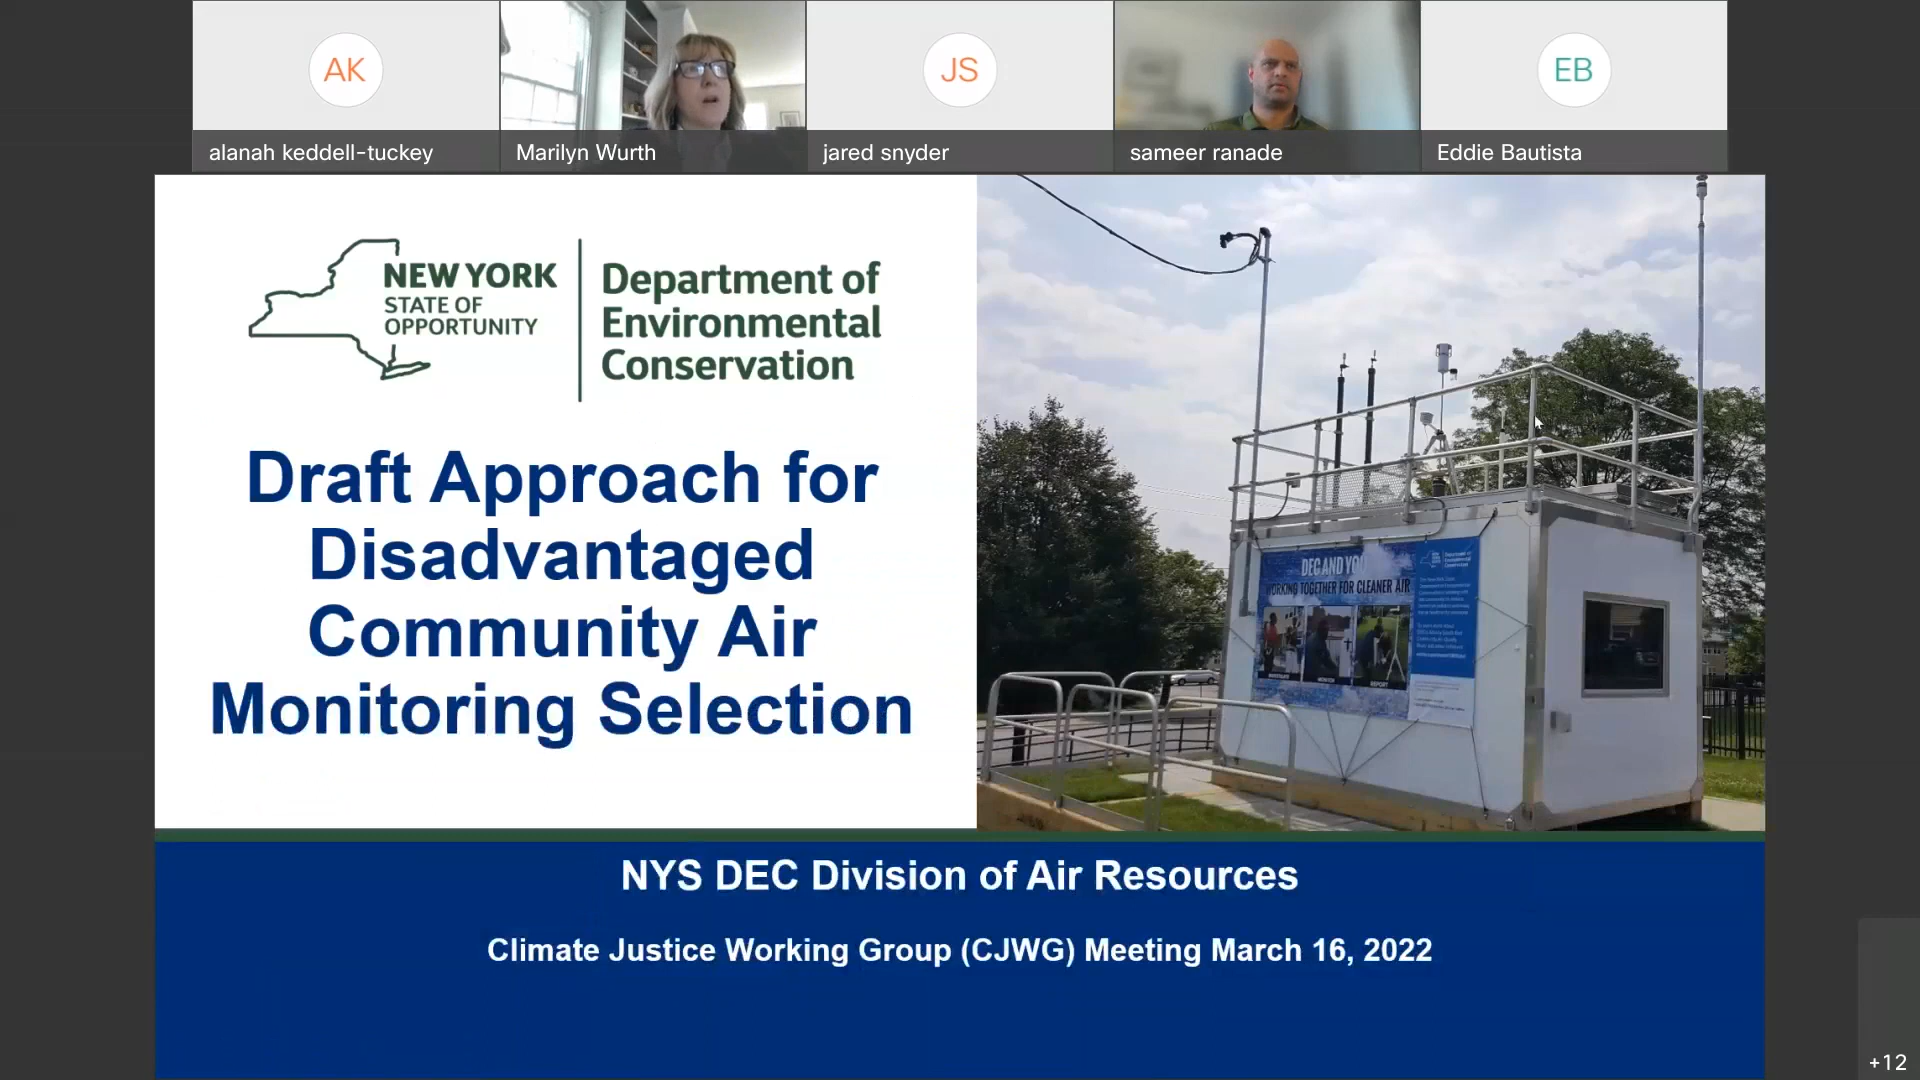 AK
JS
EB
alanah keddell-tuckey
Marilyn Wurth
jared snyder
sameer ranade
Eddie Bautista
NEW YORK
STATE OF
OPPORTUNITY
Department of
Environmental
Conservation
Draft Approach for
Disadvantaged
Community Air
Monitoring Selection
DEC AND YOU
WORKING TOGETHER FOR CLEANER AIR
MONITOR
REPORT
NYS DEC Division of Air Resources
Climate Justice Working Group (CJWG) Meeting March 16, 2022
+12